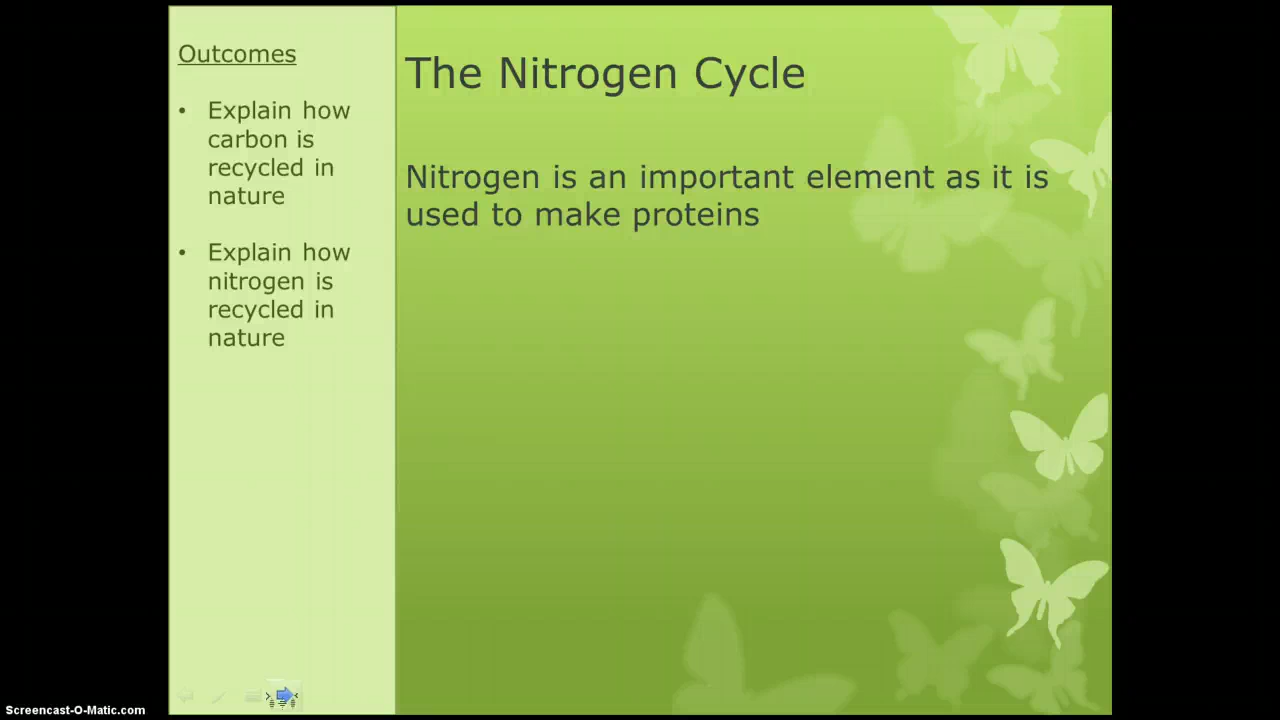 Outcomes
• Explain how
carbon is
recycled in
nature
• Explain how
nitrogen is
recycled in
nature
The Nitrogen Cycle
Nitrogen is an important element as it is
used to make proteins
Screencast-O-Matic.com